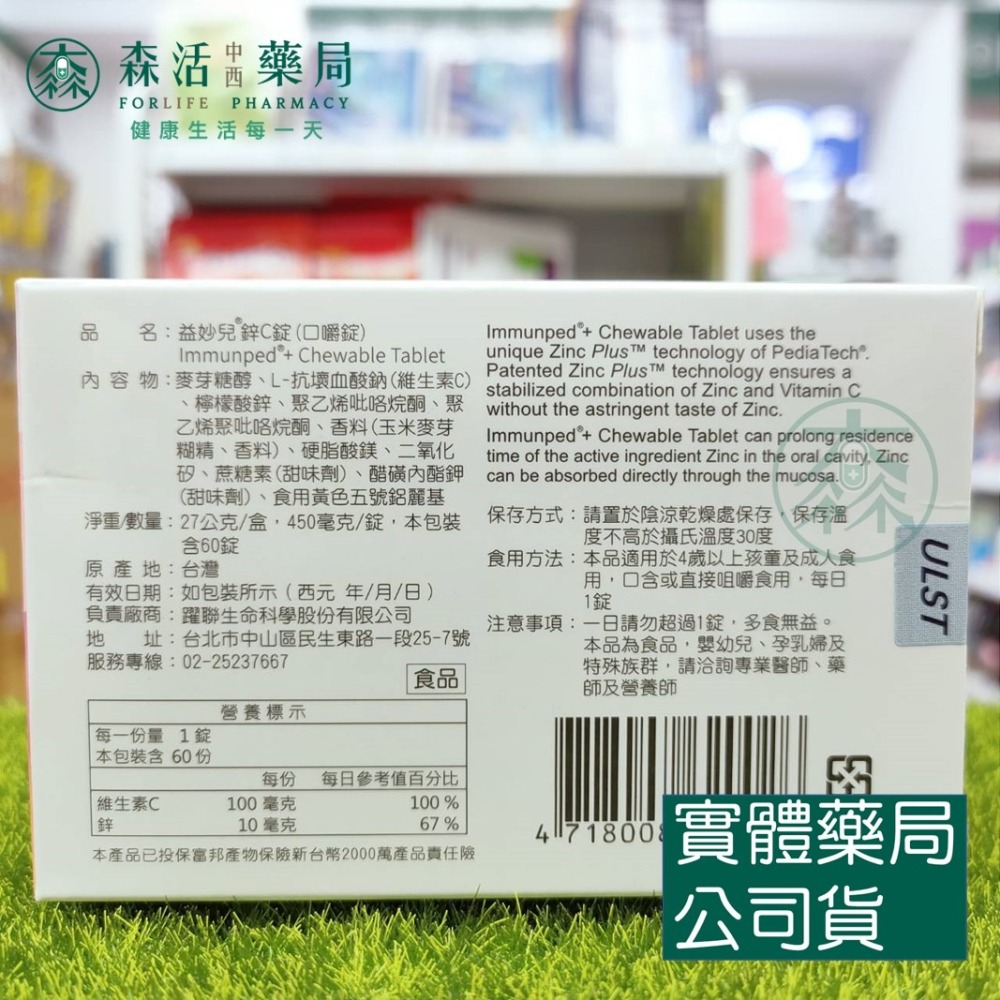 森活中西藥局
FORLIFE PHARMACY
健康生活每一天
品 名：益妙兒®鋅C錠(口嚼錠)
Immunped®+ Chewable Tablet
內 容 物：麥芽糖醇、L-抗壞血酸鈉(維生素C)
、檸檬酸鋅、聚乙烯吡咯烷酮、聚
乙烯聚吡咯烷酮、香料(玉米麥芽
糊精、香料)、硬脂酸鎂、二氧化
矽、蔗糖素(甜味劑)、醋磺內酯鉀
(甜味劑)、食用黃色五號鋁麗基
淨重/數量：27公克/盒，450毫克/錠，本包裝
含60錠
原 產 地：台灣
有效日期：如包裝所示（西元 年/月/日）
負責廠商：躍聯生命科學股份有限公司
地 址：台北市中山區民生東路一段25-7號
服務專線：02-25237667
食品
營養標示
每一份量 1 錠
本包裝含 60 份
每份 每日參考值百分比
維生素C 100 毫克 100 %
鋅 10 毫克 67 %
本產品已投保富邦產物保險新台幣2000萬產品責任險
Immunped®+ Chewable Tablet uses the
unique Zinc Plus™ technology of PediaTech®.
Patented Zinc Plus™ technology ensures a
stabilized combination of Zinc and Vitamin C
without the astringent taste of Zinc.
Immunped®+ Chewable Tablet can prolong residence
time of the active ingredient Zinc in the oral cavity. Zinc
can be absorbed directly through the mucosa.
保存方式：請置於陰涼乾燥處保存，保存溫
度不高於攝氏溫度30度
食用方法：本品適用於4歲以上孩童及成人食
用，口含或直接咀嚼食用，每日
1錠
注意事項：一日請勿超過1錠，多食無益。
本品為食品，嬰幼兒、孕乳婦及
特殊族群，請洽詢專業醫師、藥
師及營養師
ULST
4 718008
實體藥局
公司貨